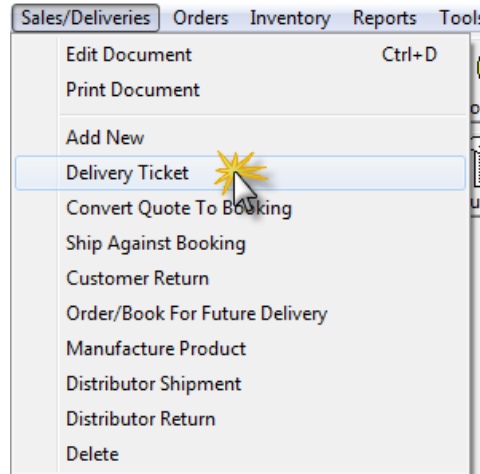 Sales/Deliveries Orders Inventory Reports Tools
Edit Document Ctrl+D
Print Document
Add New
Delivery Ticket
Convert Quote To Booking
Ship Against Booking
Customer Return
Order/Book For Future Delivery
Manufacture Product
Distributor Shipment
Distributor Return
Delete